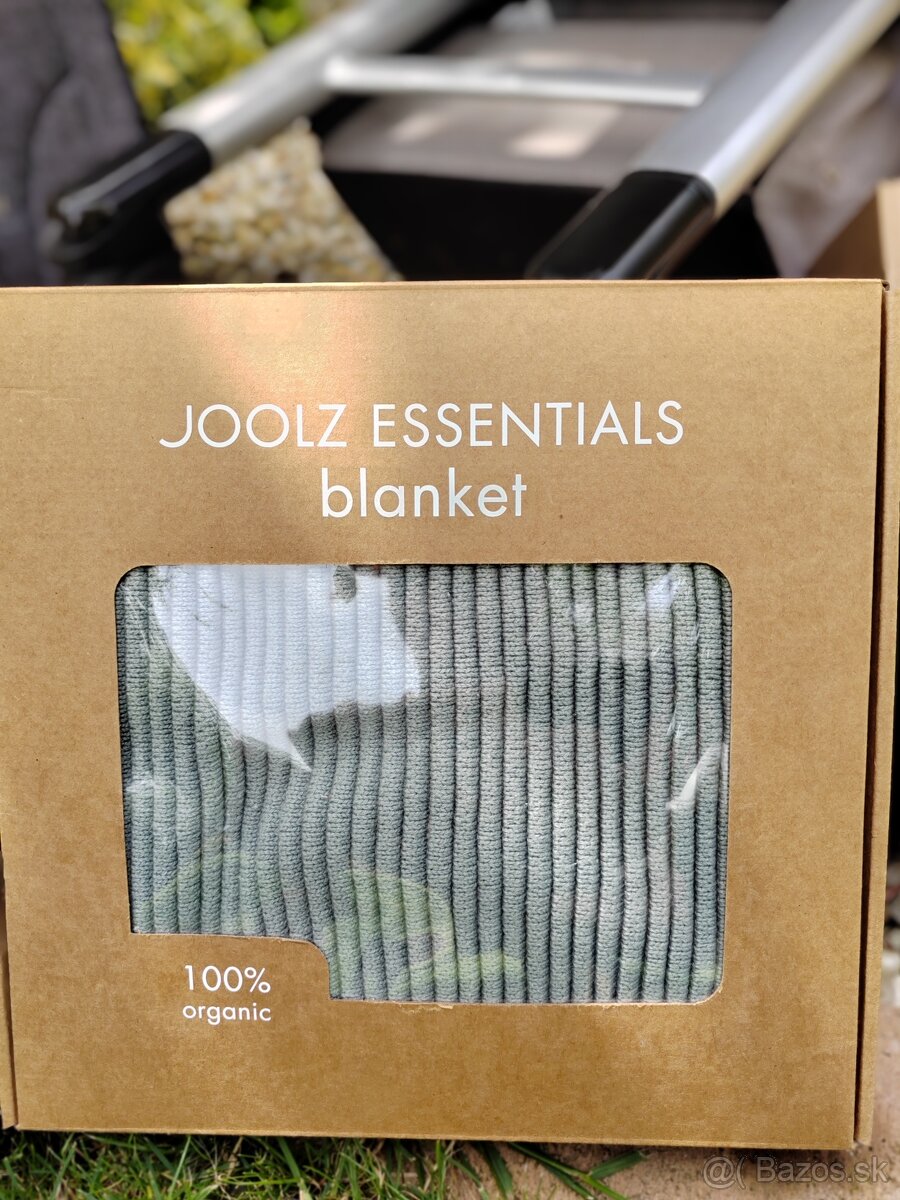 JOOLZ ESSENTIALS
blanket
100%
organic
@( Bazos.sk